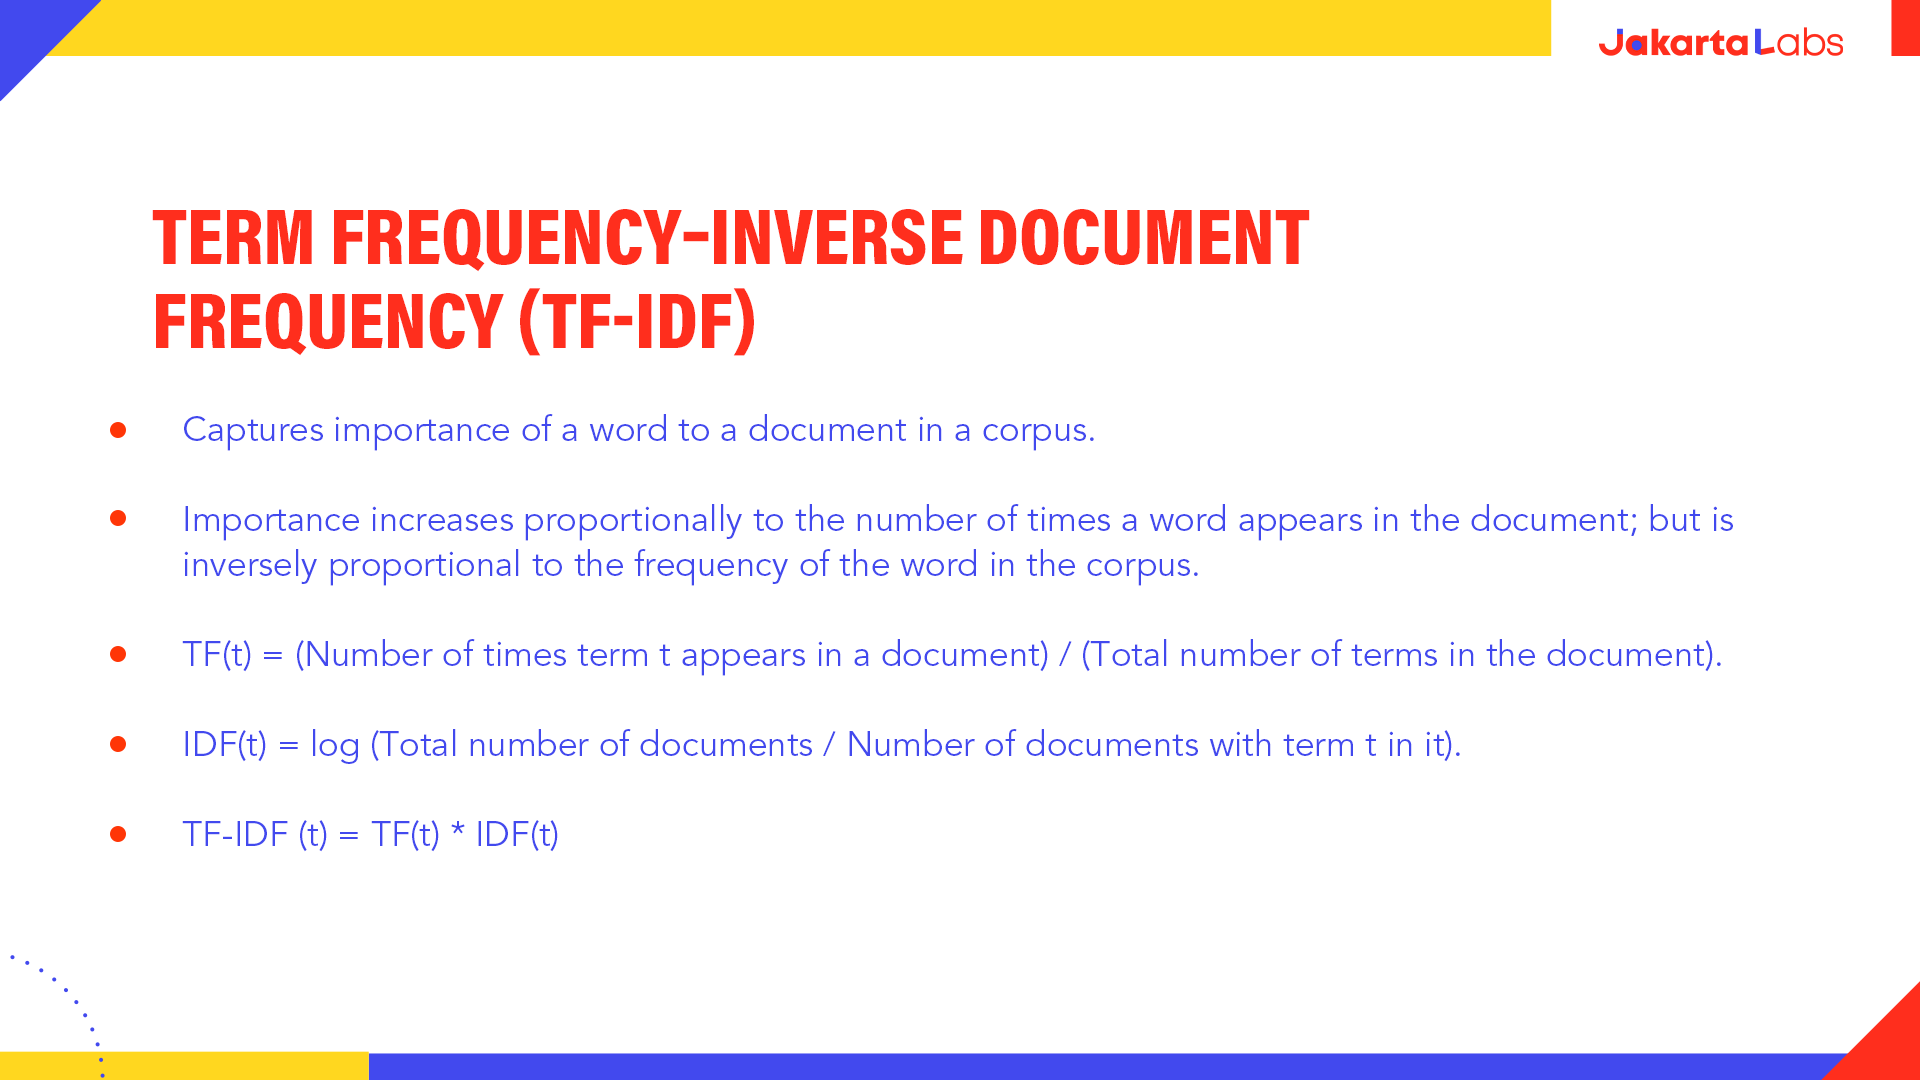 Jakarta Labs
TERM FREQUENCY–INVERSE DOCUMENT
FREQUENCY (TF-IDF)
● Captures importance of a word to a document in a corpus.
● Importance increases proportionally to the number of times a word appears in the document; but is
inversely proportional to the frequency of the word in the corpus.
● TF(t) = (Number of times term t appears in a document) / (Total number of terms in the document).
● IDF(t) = log (Total number of documents / Number of documents with term t in it).
● TF-IDF (t) = TF(t) * IDF(t)